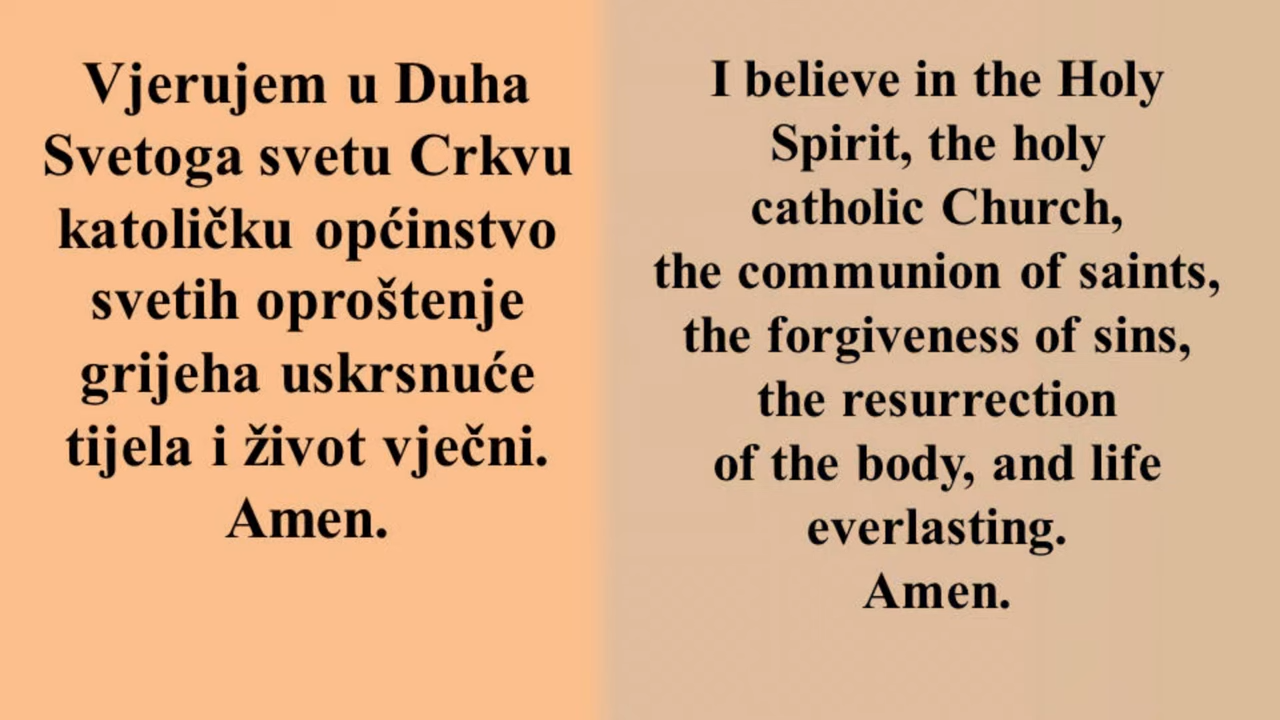 Vjerujem u Duha
Svetoga svetu Crkvu
katoličku općinstvo
svetih oproštenje
grijeha uskrsnuće
tijela i život vječni.
Amen.
I believe in the Holy
Spirit, the holy
catholic Church,
the communion of saints,
the forgiveness of sins,
the resurrection
of the body, and life
everlasting.
Amen.